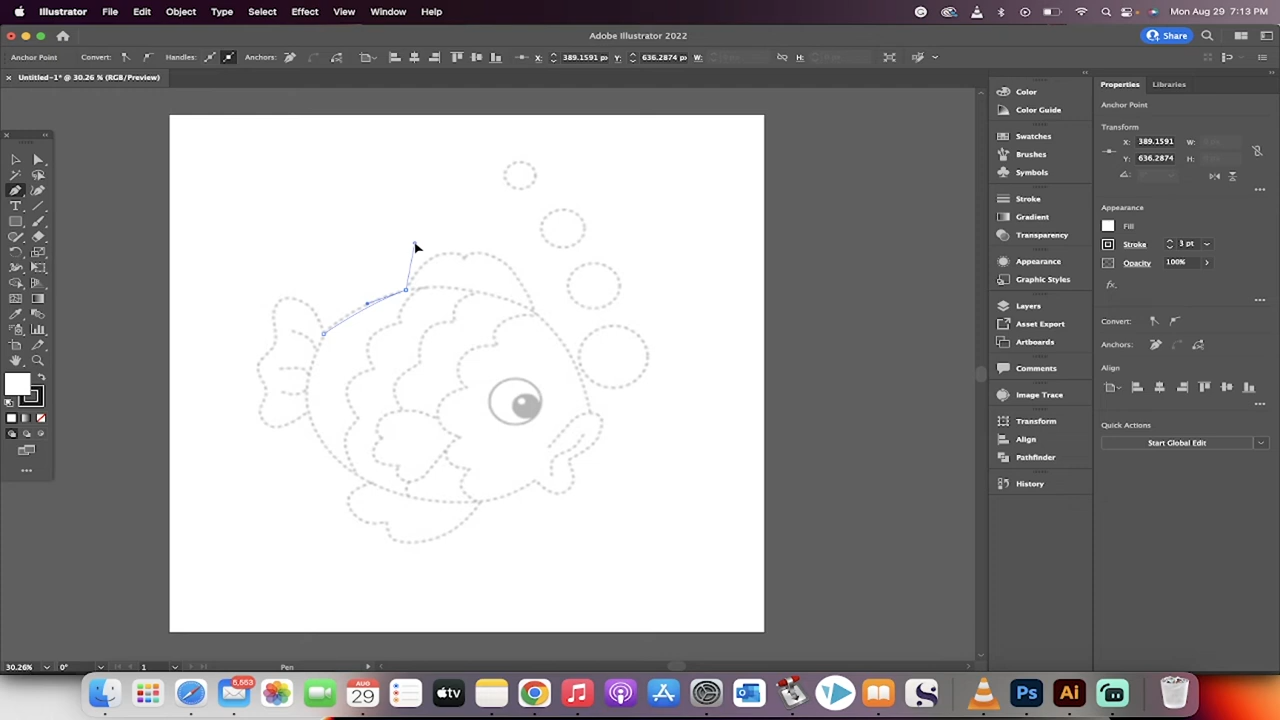 Illustrator File Edit Object Type Select Effect View Window Help Mon Aug 29 7:13 PM
Adobe Illustrator 2022
Share
Anchor Point Convert: Handles: Anchors: X: 389.1591 px Y: 636.2874 px W: H:
Untitled-1* @ 30.26 % (RGB/Preview)
Properties Libraries
Anchor Point
Transform
X: 389.1591 W:
Y: 636.2874 H:
Appearance
Fill
Stroke 3 pt
Opacity 100%
fx.
Convert:
Anchors:
Align
Quick Actions
Start Global Edit
Color
Color Guide
Swatches
Brushes
Symbols
Stroke
Gradient
Transparency
Appearance
Graphic Styles
Layers
Asset Export
Artboards
Comments
Image Trace
Transform
Align
Pathfinder
History
30.26% 0° 1 Pen
AUG
29
5,563
tv
Ps
Ai